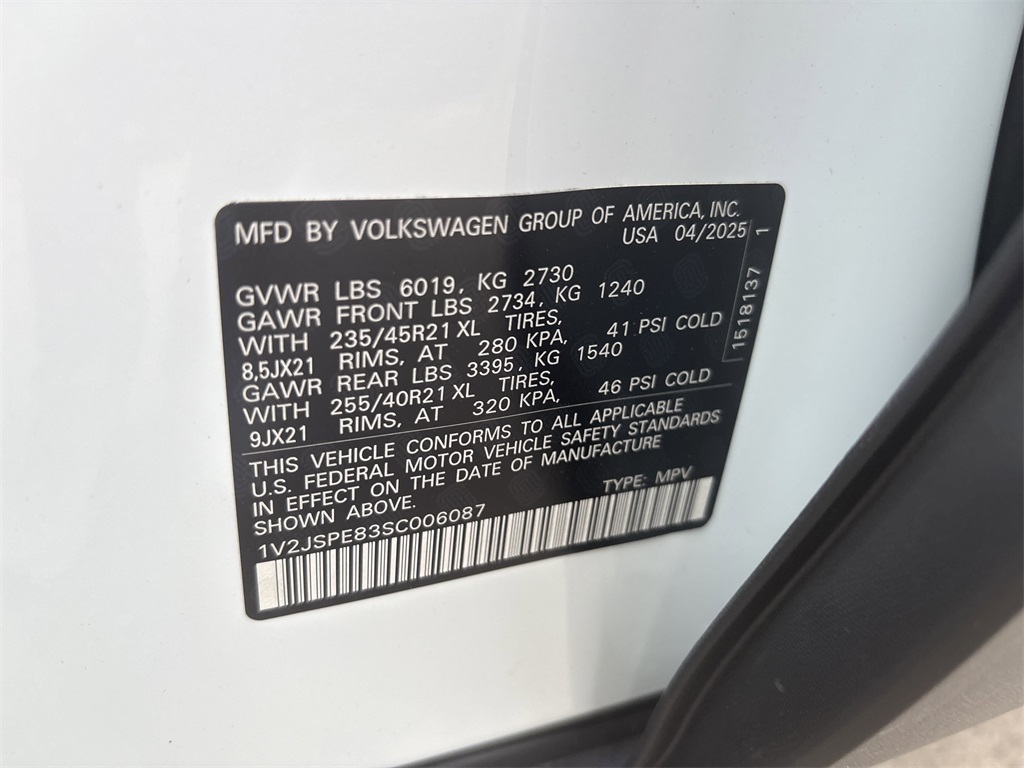 MFD BY VOLKSWAGEN GROUP OF AMERICA, INC.
USA 04/2025
GVWR LBS 6019, KG 2730
GAWR FRONT LBS 2734, KG 1240
WITH 235/45R21 XL TIRES,
8,5JX21 RIMS, AT 280 KPA, 41 PSI COLD
GAWR REAR LBS 3395, KG 1540
WITH 255/40R21 XL TIRES,
9JX21 RIMS, AT 320 KPA, 46 PSI COLD
THIS VEHICLE CONFORMS TO ALL APPLICABLE
U.S. FEDERAL MOTOR VEHICLE SAFETY STANDARDS
IN EFFECT ON THE DATE OF MANUFACTURE
SHOWN ABOVE.
TYPE: MPV
1V2JSPE83SC006087
1518137 1